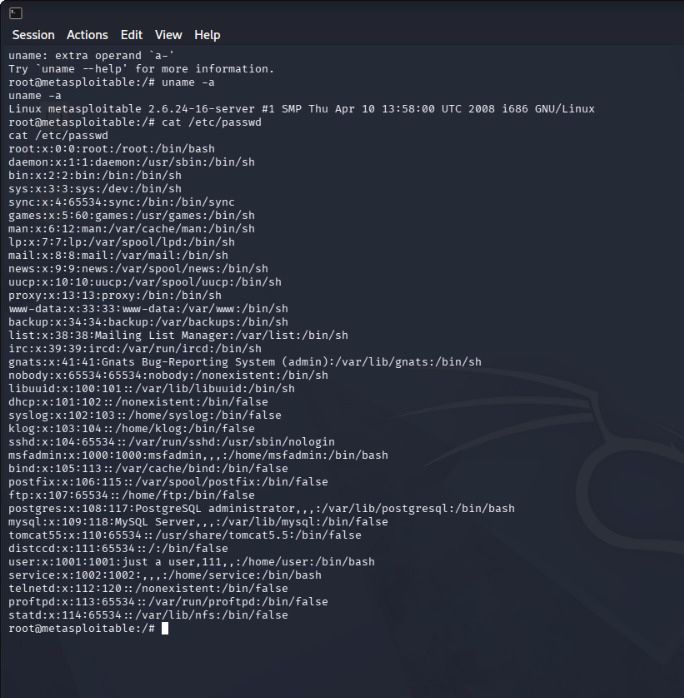 Session Actions Edit View Help
uname: extra operand `a-'
Try `uname --help' for more information.
root@metasploitable:/# uname -a
uname -a
Linux metasploitable 2.6.24-16-server #1 SMP Thu Apr 10 13:58:00 UTC 2008 i686 GNU/Linux
root@metasploitable:/# cat /etc/passwd
cat /etc/passwd
root:x:0:0:root:/root:/bin/bash
daemon:x:1:1:daemon:/usr/sbin:/bin/sh
bin:x:2:2:bin:/bin:/bin/sh
sys:x:3:3:sys:/dev:/bin/sh
sync:x:4:65534:sync:/bin:/bin/sync
games:x:5:60:games:/usr/games:/bin/sh
man:x:6:12:man:/var/cache/man:/bin/sh
lp:x:7:7:lp:/var/spool/lpd:/bin/sh
mail:x:8:8:mail:/var/mail:/bin/sh
news:x:9:9:news:/var/spool/news:/bin/sh
uucp:x:10:10:uucp:/var/spool/uucp:/bin/sh
proxy:x:13:13:proxy:/bin:/bin/sh
www-data:x:33:33:www-data:/var/www:/bin/sh
backup:x:34:34:backup:/var/backups:/bin/sh
list:x:38:38:Mailing List Manager:/var/list:/bin/sh
irc:x:39:39:ircd:/var/run/ircd:/bin/sh
gnats:x:41:41:Gnats Bug-Reporting System (admin):/var/lib/gnats:/bin/sh
nobody:x:65534:65534:nobody:/nonexistent:/bin/sh
libuuid:x:100:101::/var/lib/libuuid:/bin/sh
dhcp:x:101:102::/nonexistent:/bin/false
syslog:x:102:103::/home/syslog:/bin/false
klog:x:103:104::/home/klog:/bin/false
sshd:x:104:65534::/var/run/sshd:/usr/sbin/nologin
msfadmin:x:1000:1000:msfadmin,,,:/home/msfadmin:/bin/bash
bind:x:105:113::/var/cache/bind:/bin/false
postfix:x:106:115::/var/spool/postfix:/bin/false
ftp:x:107:65534::/home/ftp:/bin/false
postgres:x:108:117:PostgreSQL administrator,,,:/var/lib/postgresql:/bin/bash
mysql:x:109:118:MySQL Server,,,:/var/lib/mysql:/bin/false
tomcat55:x:110:65534::/usr/share/tomcat5.5:/bin/false
distccd:x:111:65534::/:/bin/false
user:x:1001:1001:just a user,111,,:/home/user:/bin/bash
service:x:1002:1002:,,,:/home/service:/bin/bash
telnetd:x:112:120::/nonexistent:/bin/false
proftpd:x:113:65534::/var/run/proftpd:/bin/false
statd:x:114:65534::/var/lib/nfs:/bin/false
root@metasploitable:/#